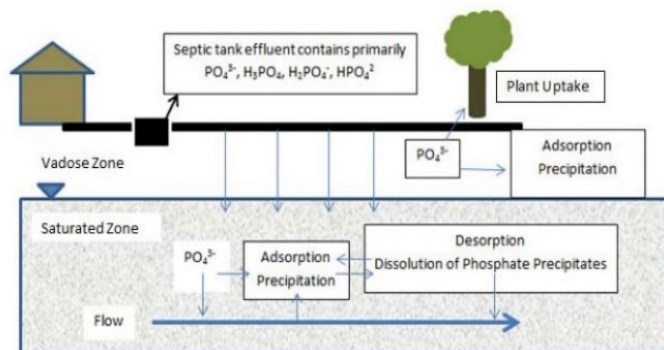 Septic tank effluent contains primarily
PO₄³⁻, H₃PO₄, H₂PO₄⁻, HPO₄²
Plant Uptake
PO₄³⁻
Adsorption
Precipitation
Vadose Zone
Saturated Zone
PO₄³⁻
Adsorption
Precipitation
Desorption
Dissolution of Phosphate Precipitates
Flow